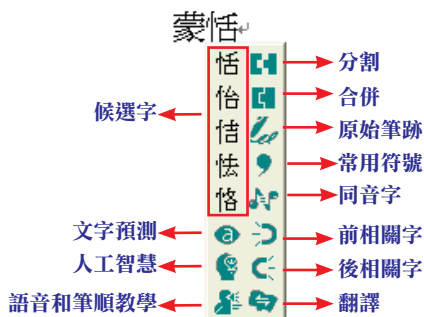 蒙恬
恬 分割
佁 合併
候選字
佶 原始筆跡
怯 常用符號
恪 同音字
文字預測 前相關字
人工智慧 後相關字
語音和筆順教學 翻譯